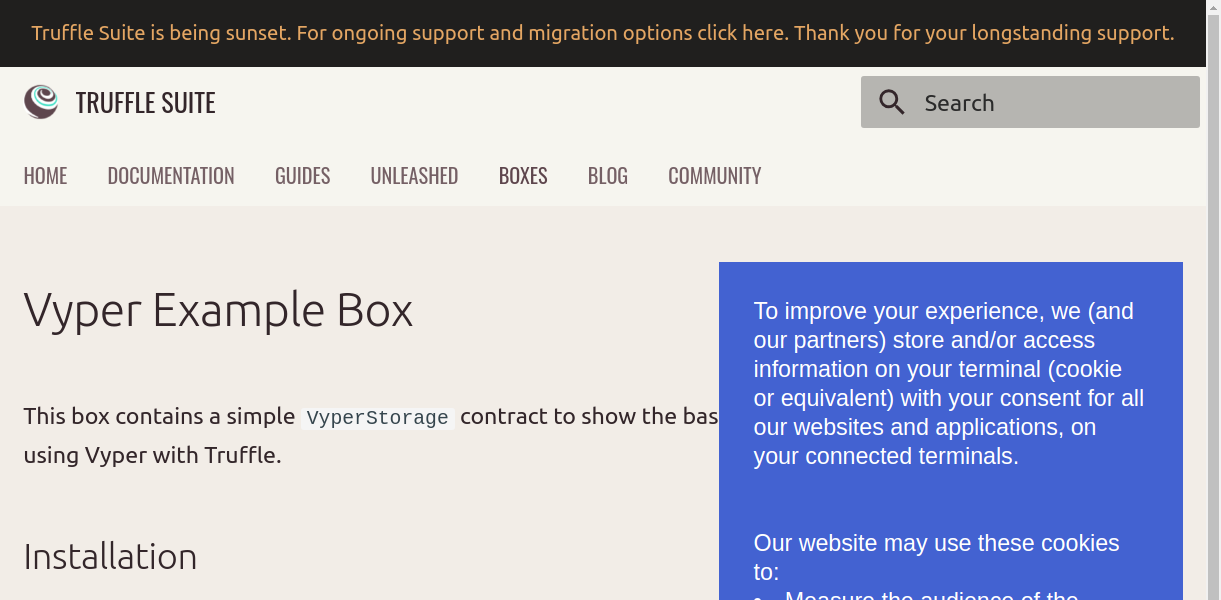 Truffle Suite is being sunset. For ongoing support and migration options click here. Thank you for your longstanding support.
TRUFFLE SUITE
Search
HOME DOCUMENTATION GUIDES UNLEASHED BOXES BLOG COMMUNITY
Vyper Example Box
This box contains a simple VyperStorage contract to show the bas
using Vyper with Truffle.
Installation
To improve your experience, we (and
our partners) store and/or access
information on your terminal (cookie
or equivalent) with your consent for all
our websites and applications, on
your connected terminals.
Our website may use these cookies
to:
• Measure the audience of the